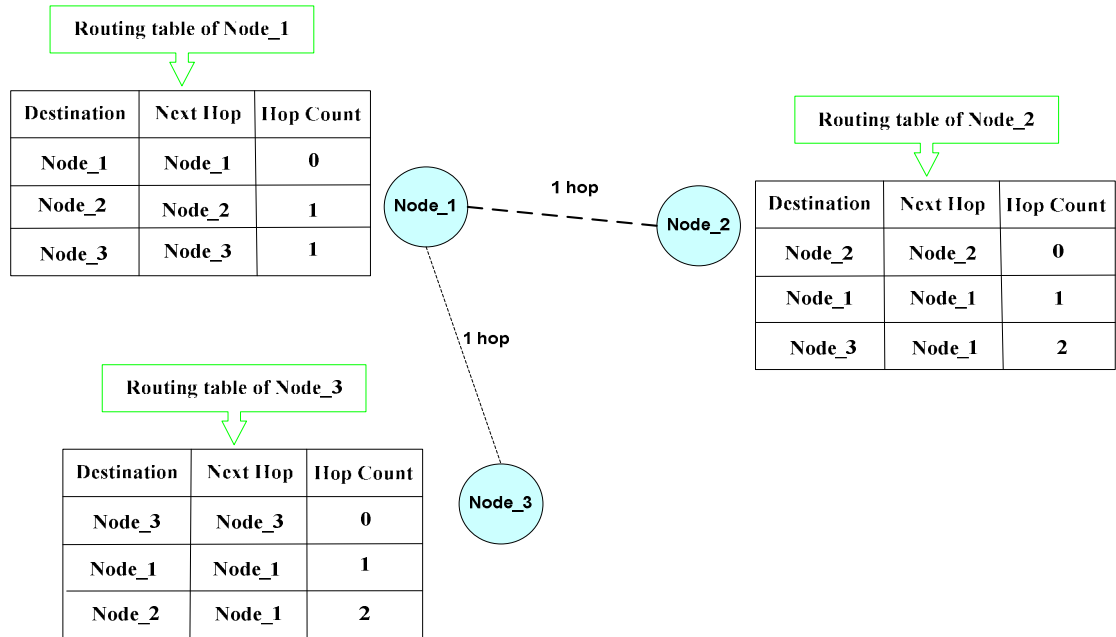 Routing table of Node_1
Destination Next Hop Hop Count
Node_1 Node_1 0
Node_2 Node_2 1
Node_3 Node_3 1
Routing table of Node_2
Destination Next Hop Hop Count
Node_2 Node_2 0
Node_1 Node_1 1
Node_3 Node_1 2
Node_1
1 hop
Node_2
1 hop
Node_3
Routing table of Node_3
Destination Next Hop Hop Count
Node_3 Node_3 0
Node_1 Node_1 1
Node_2 Node_1 2